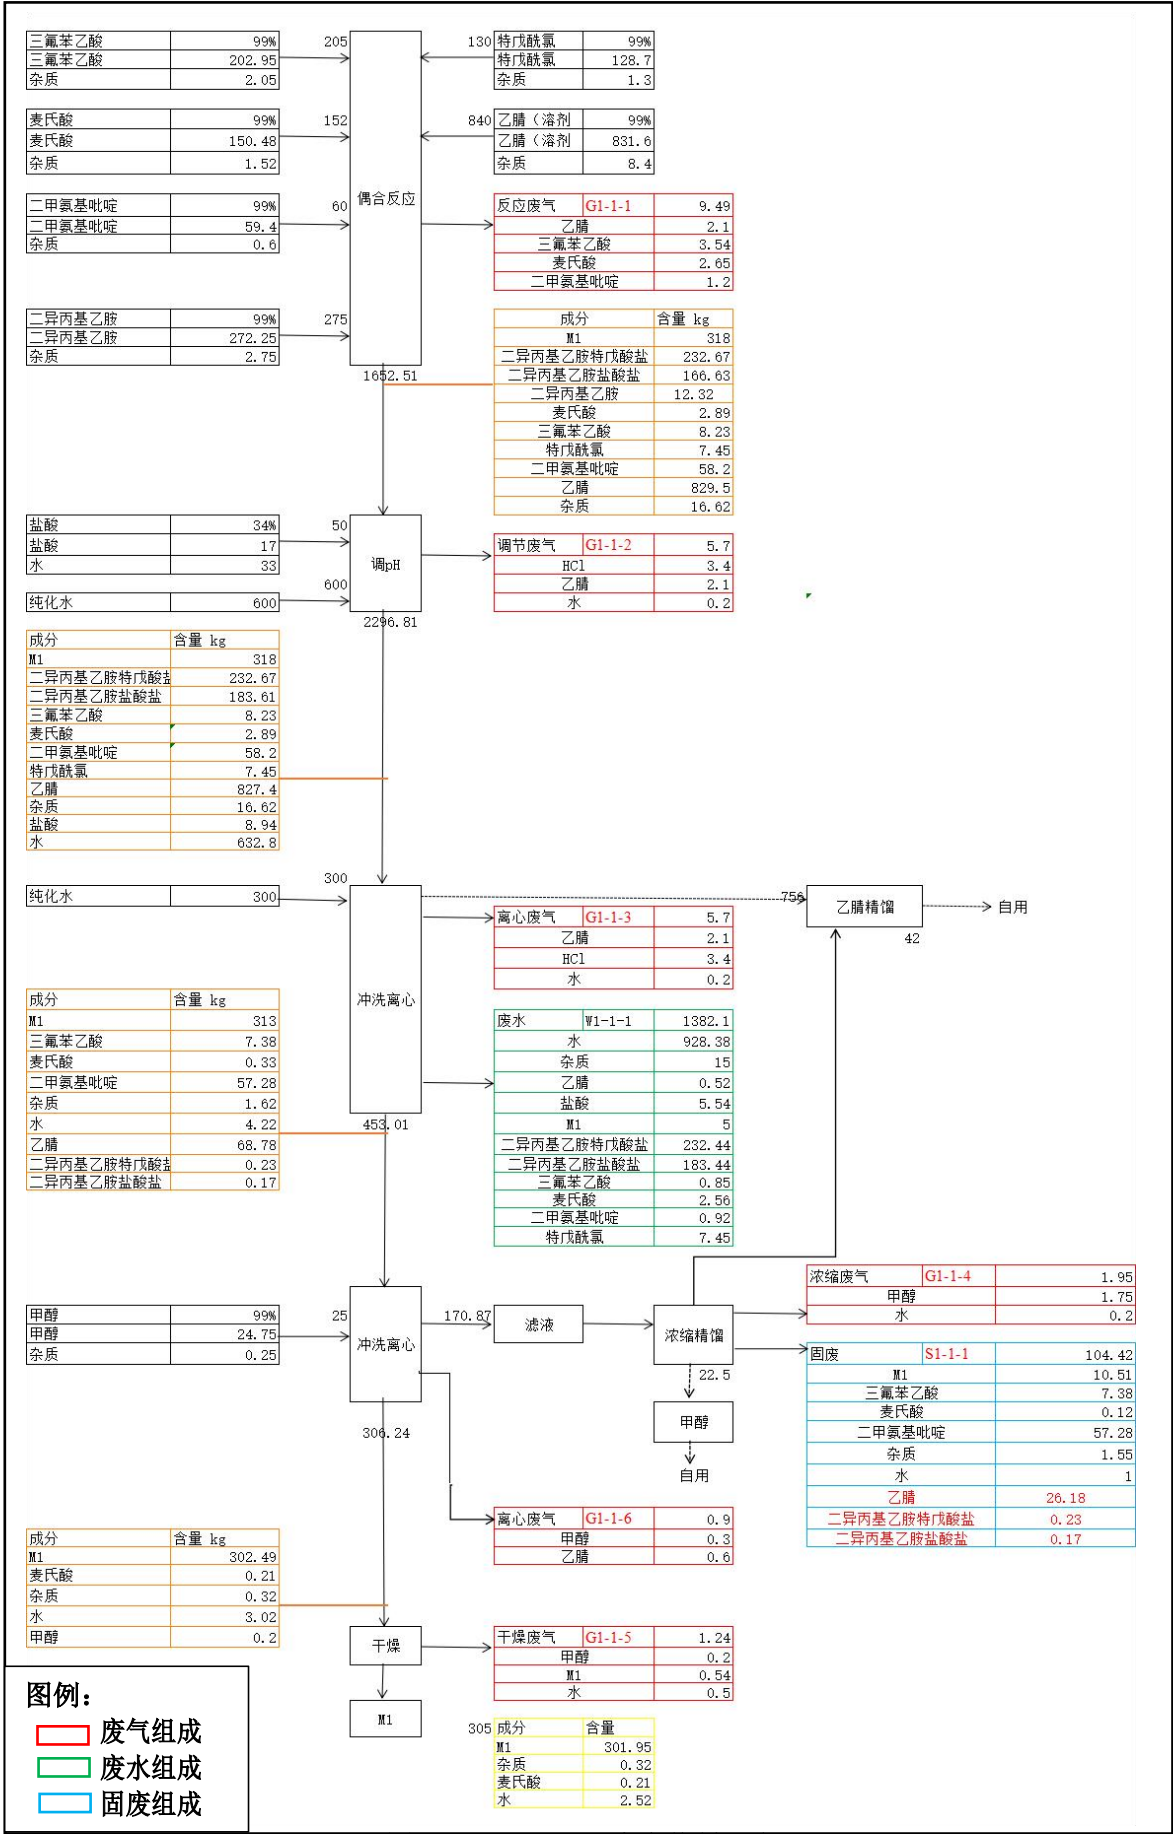 三氟苯乙酸 99%
三氟苯乙酸 202.95
杂质 2.05
205
130
特戊酰氯 99%
特戊酰氯 128.7
杂质 1.3
麦氏酸 99%
麦氏酸 150.48
杂质 1.52
152
840
乙腈（溶剂 99%
乙腈（溶剂 831.6
杂质 8.4
偶合反应
二甲氨基吡啶 99%
二甲氨基吡啶 59.4
杂质 0.6
60
反应废气 G1-1-1 9.49
乙腈 2.1
三氟苯乙酸 3.54
麦氏酸 2.65
二甲氨基吡啶 1.2
二异丙基乙胺 99%
二异丙基乙胺 272.25
杂质 2.75
275
1652.51
成分 含量 kg
M1 318
二异丙基乙胺特戊酸盐 232.67
二异丙基乙胺盐酸盐 166.63
二异丙基乙胺 12.32
麦氏酸 2.89
三氟苯乙酸 8.23
特戊酰氯 7.45
二甲氨基吡啶 58.2
乙腈 829.5
杂质 16.62
盐酸 34%
盐酸 17
水 33
50
纯化水 600
600
调pH
2296.81
调节废气 G1-1-2 5.7
HCl 3.4
乙腈 2.1
水 0.2
成分 含量 kg
M1 318
二异丙基乙胺特戊酸盐 232.67
二异丙基乙胺盐酸盐 183.61
三氟苯乙酸 8.23
麦氏酸 2.89
二甲氨基吡啶 58.2
特戊酰氯 7.45
乙腈 827.4
杂质 16.62
盐酸 8.94
水 632.8
纯化水 300
300
冲洗离心
453.01
756
乙腈精馏
42
自用
离心废气 G1-1-3 5.7
乙腈 2.1
HCl 3.4
水 0.2
成分 含量 kg
M1 313
三氟苯乙酸 7.38
麦氏酸 0.33
二甲氨基吡啶 57.28
杂质 1.62
水 4.22
乙腈 68.78
二异丙基乙胺特戊酸盐 0.23
二异丙基乙胺盐酸盐 0.17
废水 W1-1-1 1382.1
水 928.38
杂质 15
乙腈 0.52
盐酸 5.54
M1 5
二异丙基乙胺特戊酸盐 232.44
二异丙基乙胺盐酸盐 183.44
三氟苯乙酸 0.85
麦氏酸 2.56
二甲氨基吡啶 0.92
特戊酰氯 7.45
甲醇 99%
甲醇 24.75
杂质 0.25
25
冲洗离心
306.24
170.87
滤液
浓缩精馏
22.5
甲醇
自用
浓缩废气 G1-1-4 1.95
甲醇 1.75
水 0.2
固废 S1-1-1 104.42
M1 10.51
三氟苯乙酸 7.38
麦氏酸 0.12
二甲氨基吡啶 57.28
杂质 1.55
水 1
乙腈 26.18
二异丙基乙胺特戊酸盐 0.23
二异丙基乙胺盐酸盐 0.17
离心废气 G1-1-6 0.9
甲醇 0.3
乙腈 0.6
成分 含量 kg
M1 302.49
麦氏酸 0.21
杂质 0.32
水 3.02
甲醇 0.2
干燥
M1
干燥废气 G1-1-5 1.24
甲醇 0.2
M1 0.54
水 0.5
305
成分 含量
M1 301.95
杂质 0.32
麦氏酸 0.21
水 2.52
图例：
废气组成
废水组成
固废组成